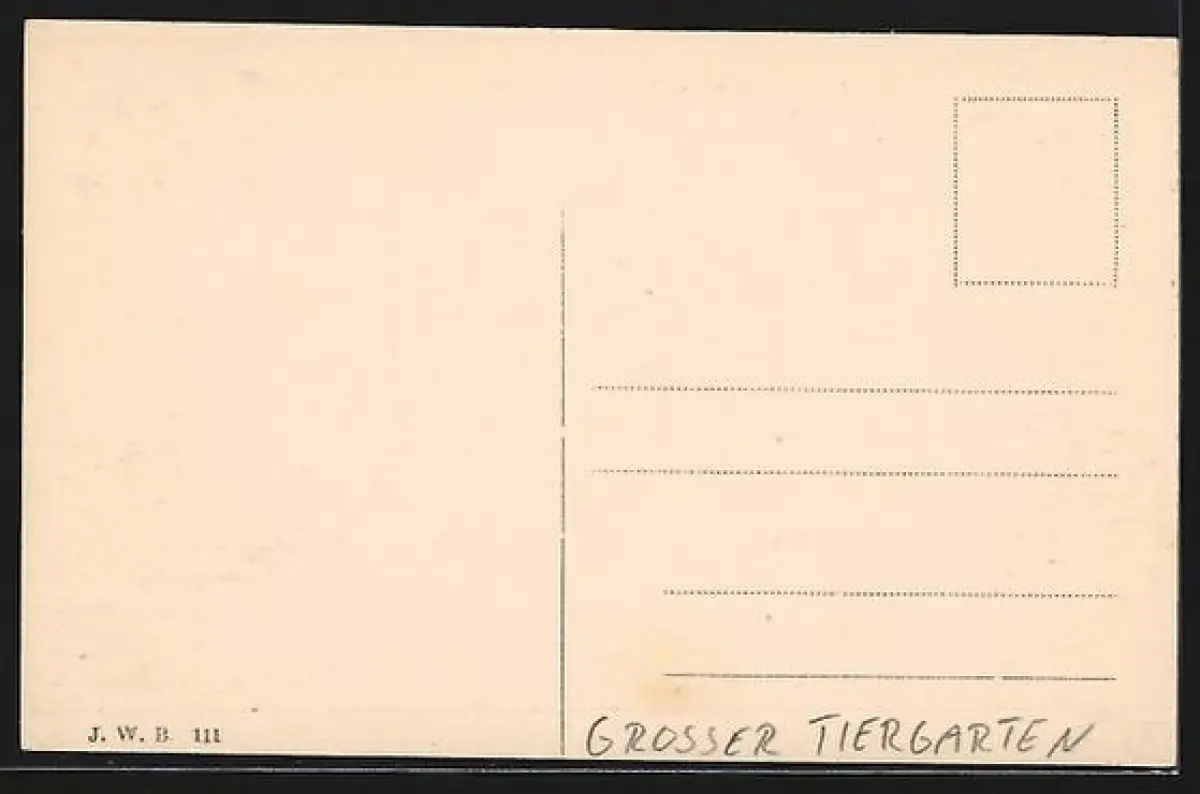 J. W. B. 111
GROSSER TIERGARTEN